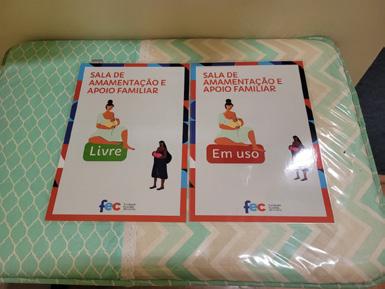 SALA DE
AMAMENTAÇÃO E
APOIO FAMILIAR
Livre
fec
SALA DE
AMAMENTAÇÃO E
APOIO FAMILIAR
Em uso
fec